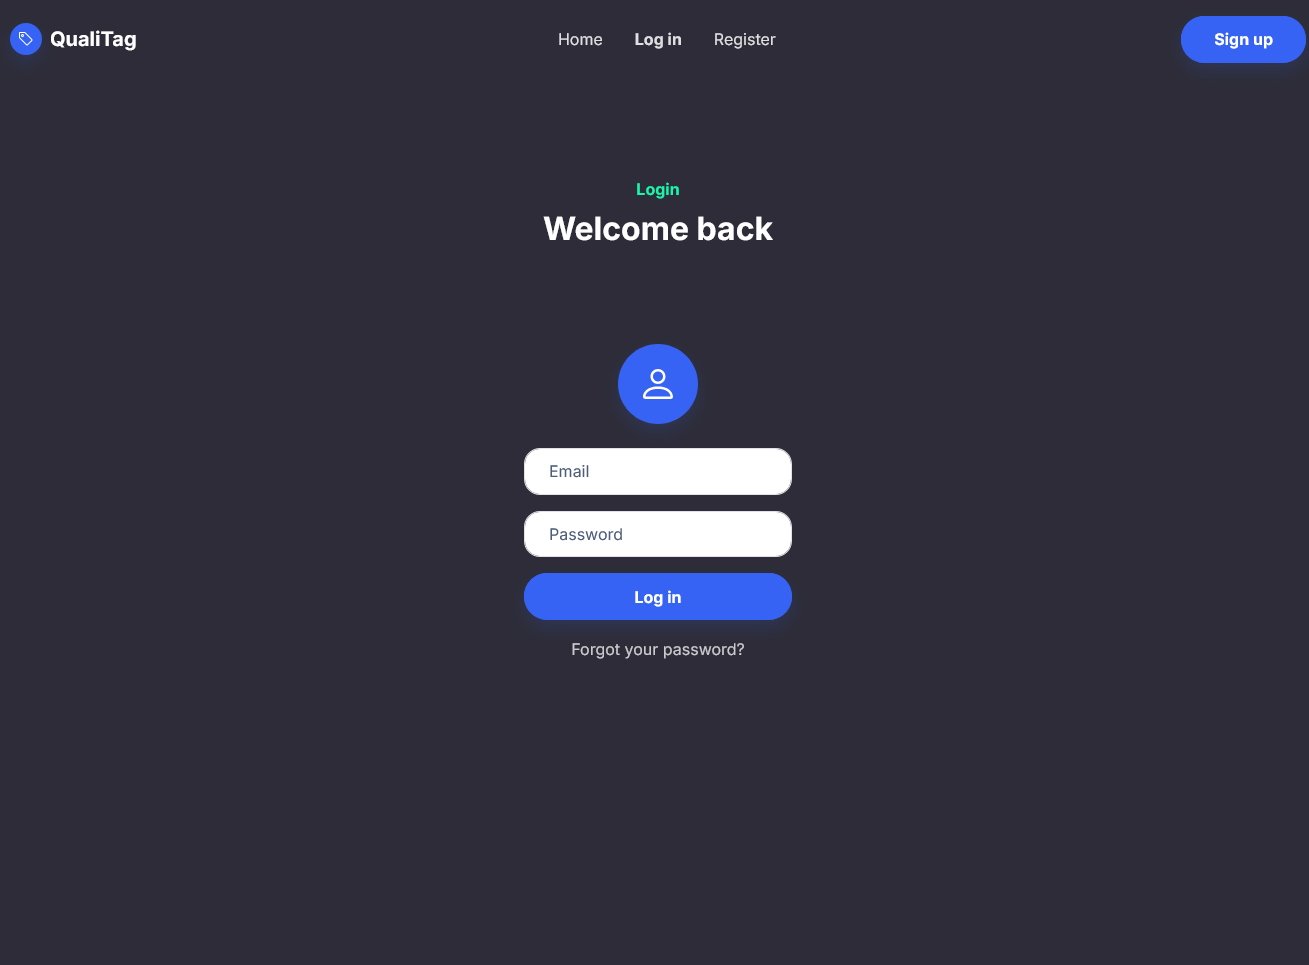 QualiTag
Home Log in Register
Sign up
Login
Welcome back
Email
Password
Log in
Forgot your password?